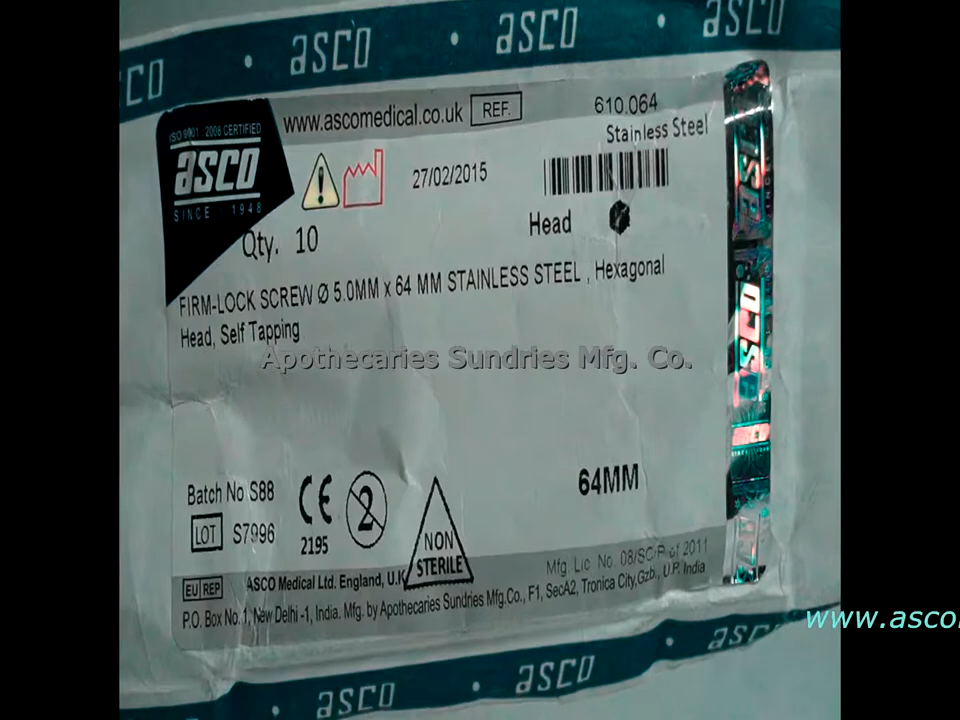 asco • asco • asco • asco
ISO 9001 : 2008 CERTIFIED
asco
SINCE 1948
www.ascomedical.co.uk REF. 610.064
Stainless Steel
27/02/2015
Qty. 10
Head
FIRM-LOCK SCREW Ø 5.0MM x 64 MM STAINLESS STEEL , Hexagonal
Head, Self Tapping
Apothecaries Sundries Mfg. Co.
asco
64MM
Batch No S88
LOT S7996
CE
2195
2
NON
STERILE
Mfg. Lic No. 08/SC/P of 2011
EU REP ASCO Medical Ltd. England, U.K
P.O. Box No. 1, New Delhi -1, India. Mfg. by Apothecaries Sundries Mfg.Co., F1, SecA2, Tronica City,Gzb., U.P. India
www.asco
• asco • asco • asco